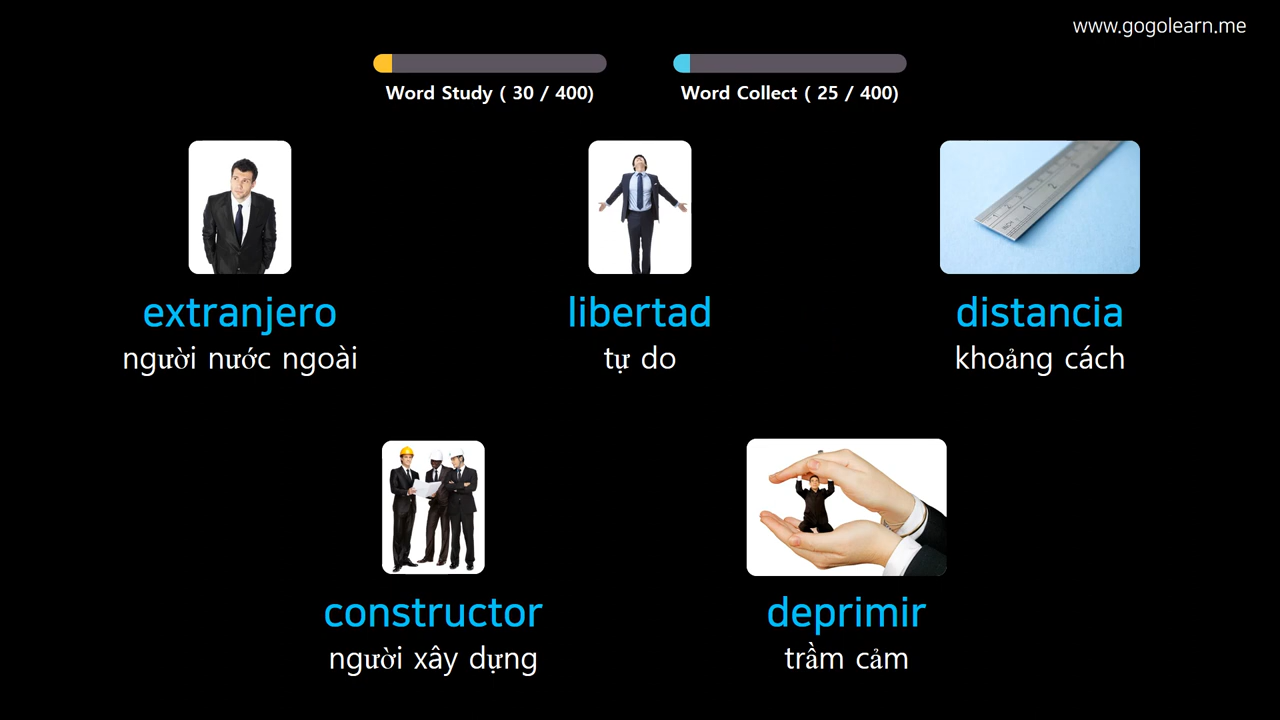 www.gogolearn.me
Word Study ( 30 / 400)
Word Collect ( 25 / 400)
extranjero
người nước ngoài
libertad
tự do
distancia
khoảng cách
constructor
người xây dựng
deprimir
trầm cảm